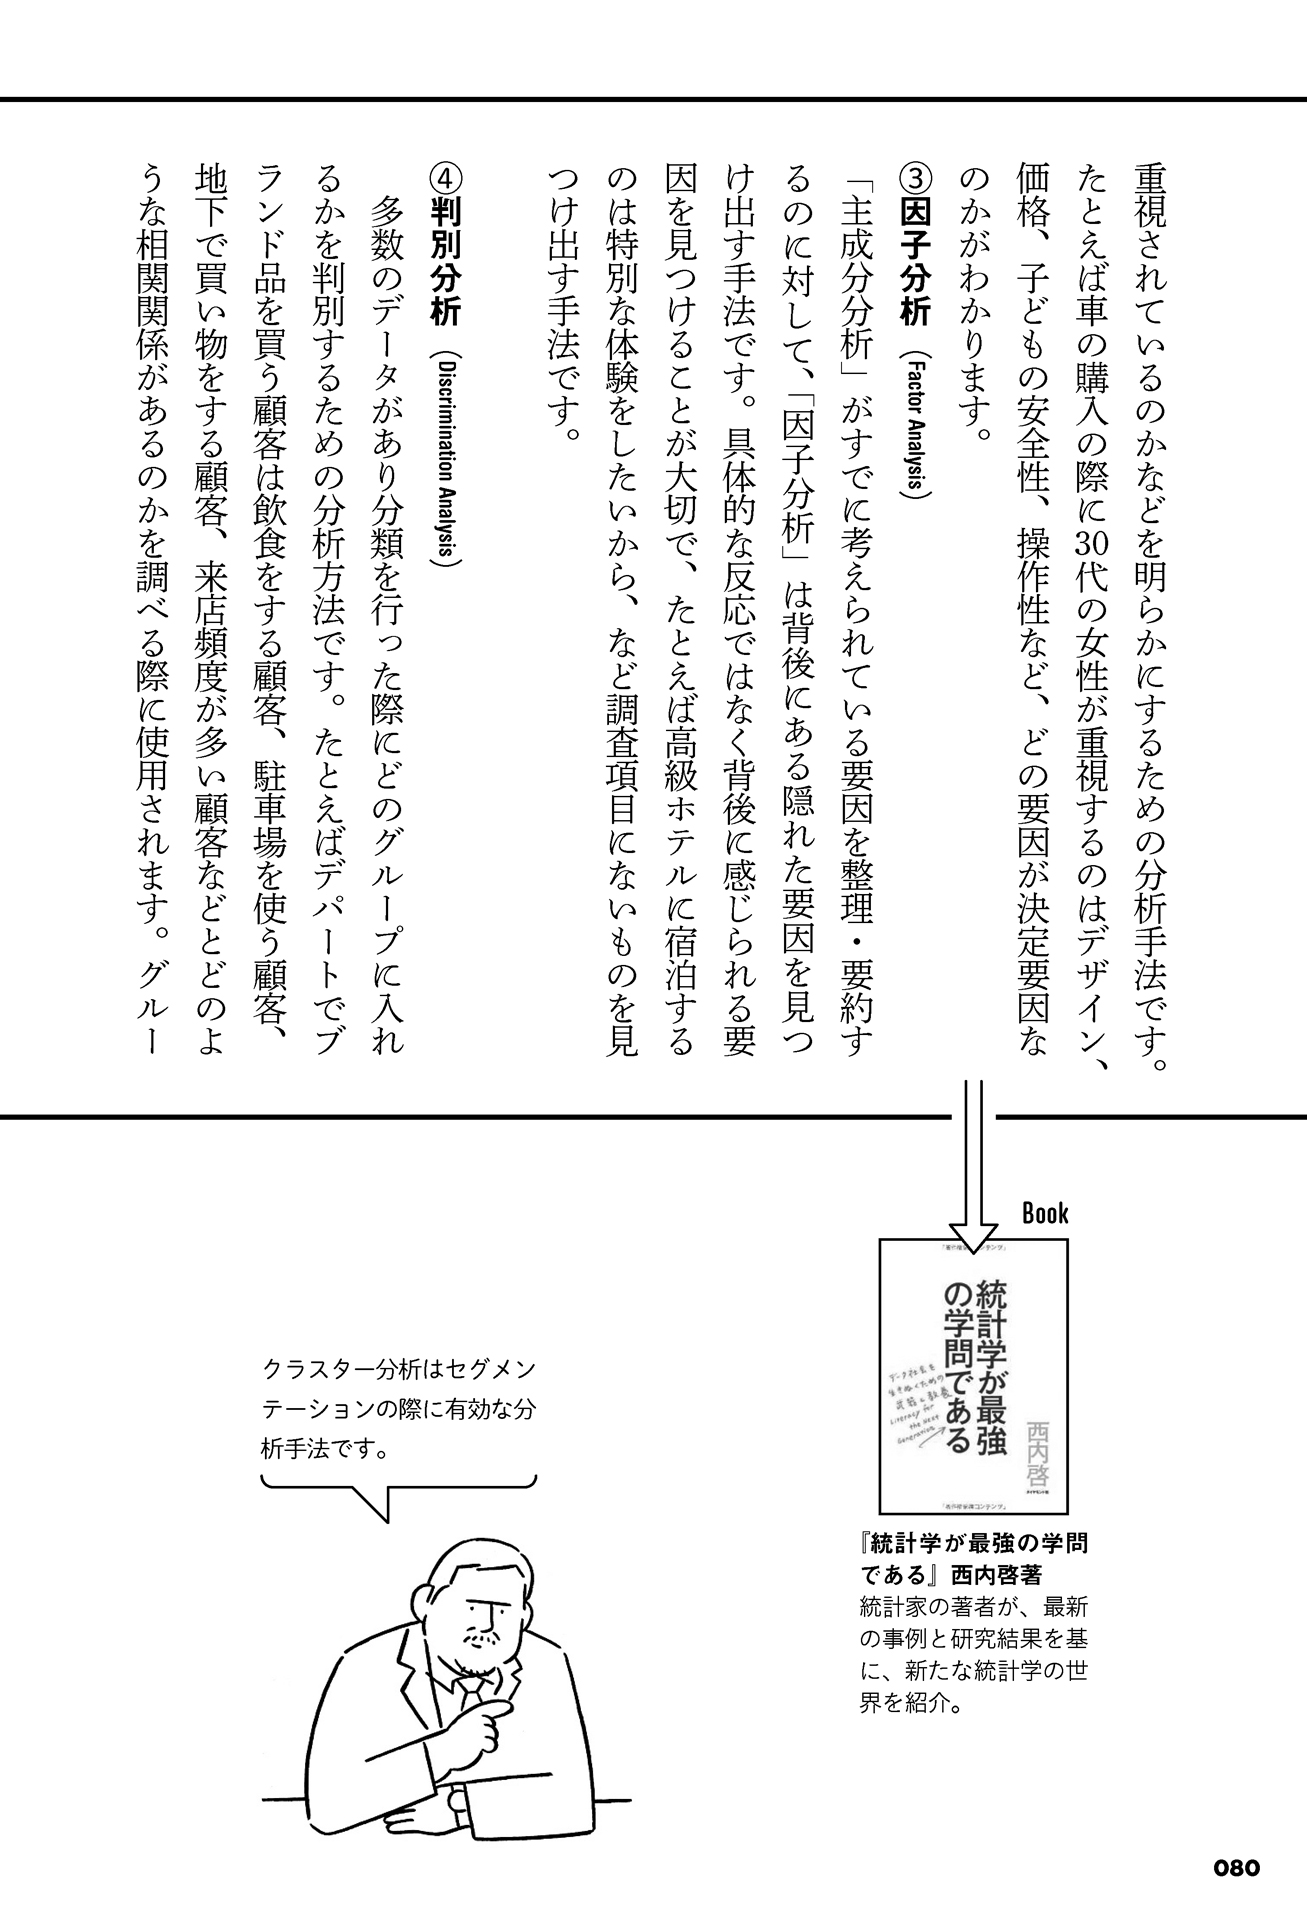 重視されているのかなどを明らかにするための分析手法です。
たとえば車の購入の際に30代の女性が重視するのはデザイン、
価格、子どもの安全性、操作性など、どの要因が決定要因な
のかがわかります。
③因子分析（Factor Analysis）
「主成分分析」がすでに考えられている要因を整理・要約す
るのに対して、「因子分析」は背後にある隠れた要因を見つ
け出す手法です。具体的な反応ではなく背後に感じられる要
因を見つけることが大切で、たとえば高級ホテルに宿泊する
のは特別な体験をしたいから、など調査項目にないものを見
つけ出す手法です。
④判別分析（Discrimination Analysis）
多数のデータがあり分類を行った際にどのグループに入れ
るかを判別するための分析方法です。たとえばデパートでブ
ランド品を買う顧客は飲食をする顧客、駐車場を使う顧客、
地下で買い物をする顧客、来店頻度が多い顧客などとどのよ
うな相関関係があるのかを調べる際に使用されます。グルー
Book
統計学が最強
の学問である
データ社会を
生きぬくための
武器と教養
Literacy for
the Next
Generation
西内啓
ダイヤモンド社
『統計学が最強の学問
である』西内啓著
統計家の著者が、最新
の事例と研究結果を基
に、新たな統計学の世
界を紹介。
クラスター分析はセグメン
テーションの際に有効な分
析手法です。
080